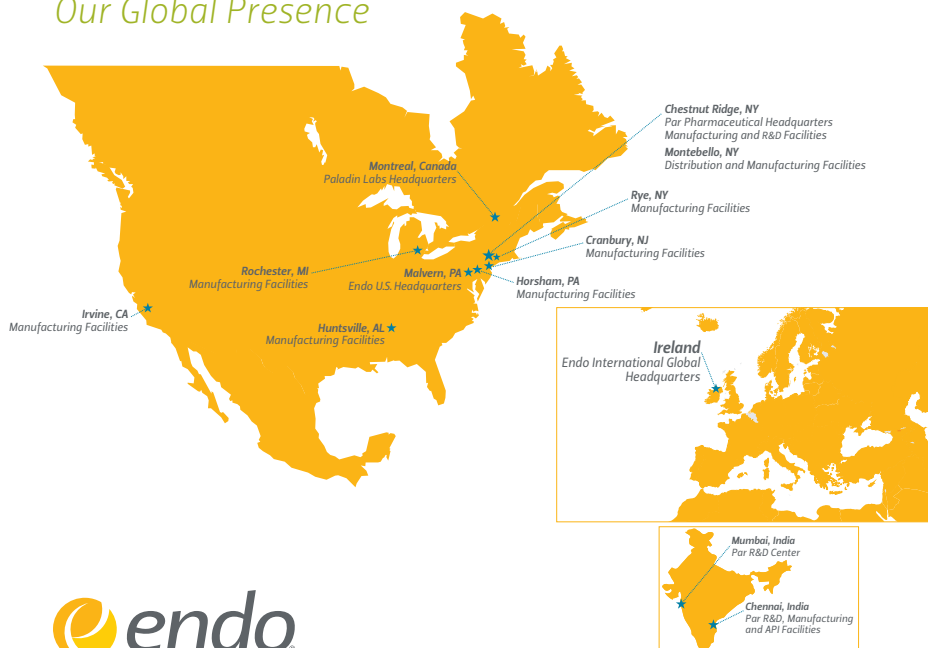 Our Global Presence
Chestnut Ridge, NY
Par Pharmaceutical Headquarters
Manufacturing and R&D Facilities
Montebello, NY
Distribution and Manufacturing Facilities
Montreal, Canada
Paladin Labs Headquarters
Rye, NY
Manufacturing Facilities
Cranbury, NJ
Manufacturing Facilities
Rochester, MI
Manufacturing Facilities
Malvern, PA
Endo U.S. Headquarters
Horsham, PA
Manufacturing Facilities
Irvine, CA
Manufacturing Facilities
Huntsville, AL
Manufacturing Facilities
Ireland
Endo International Global
Headquarters
Mumbai, India
Par R&D Center
Chennai, India
Par R&D, Manufacturing
and API Facilities
endo